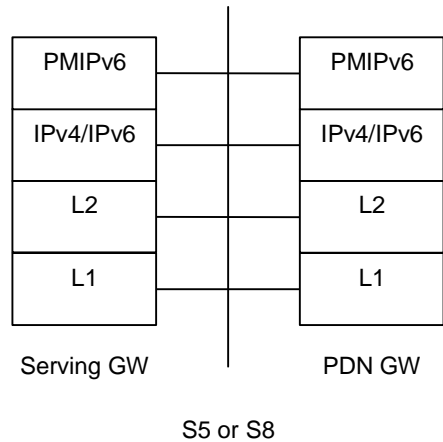 PMIPv6 PMIPv6
IPv4/IPv6 IPv4/IPv6
L2 L2
L1 L1
Serving GW PDN GW
S5 or S8